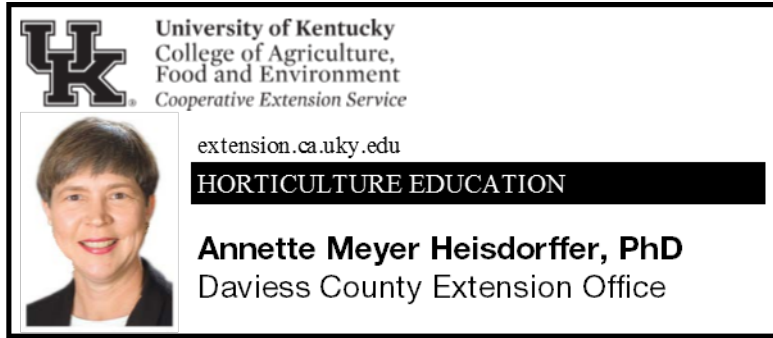 UK
University of Kentucky
College of Agriculture,
Food and Environment
Cooperative Extension Service
extension.ca.uky.edu
HORTICULTURE EDUCATION
Annette Meyer Heisdorffer, PhD
Daviess County Extension Office